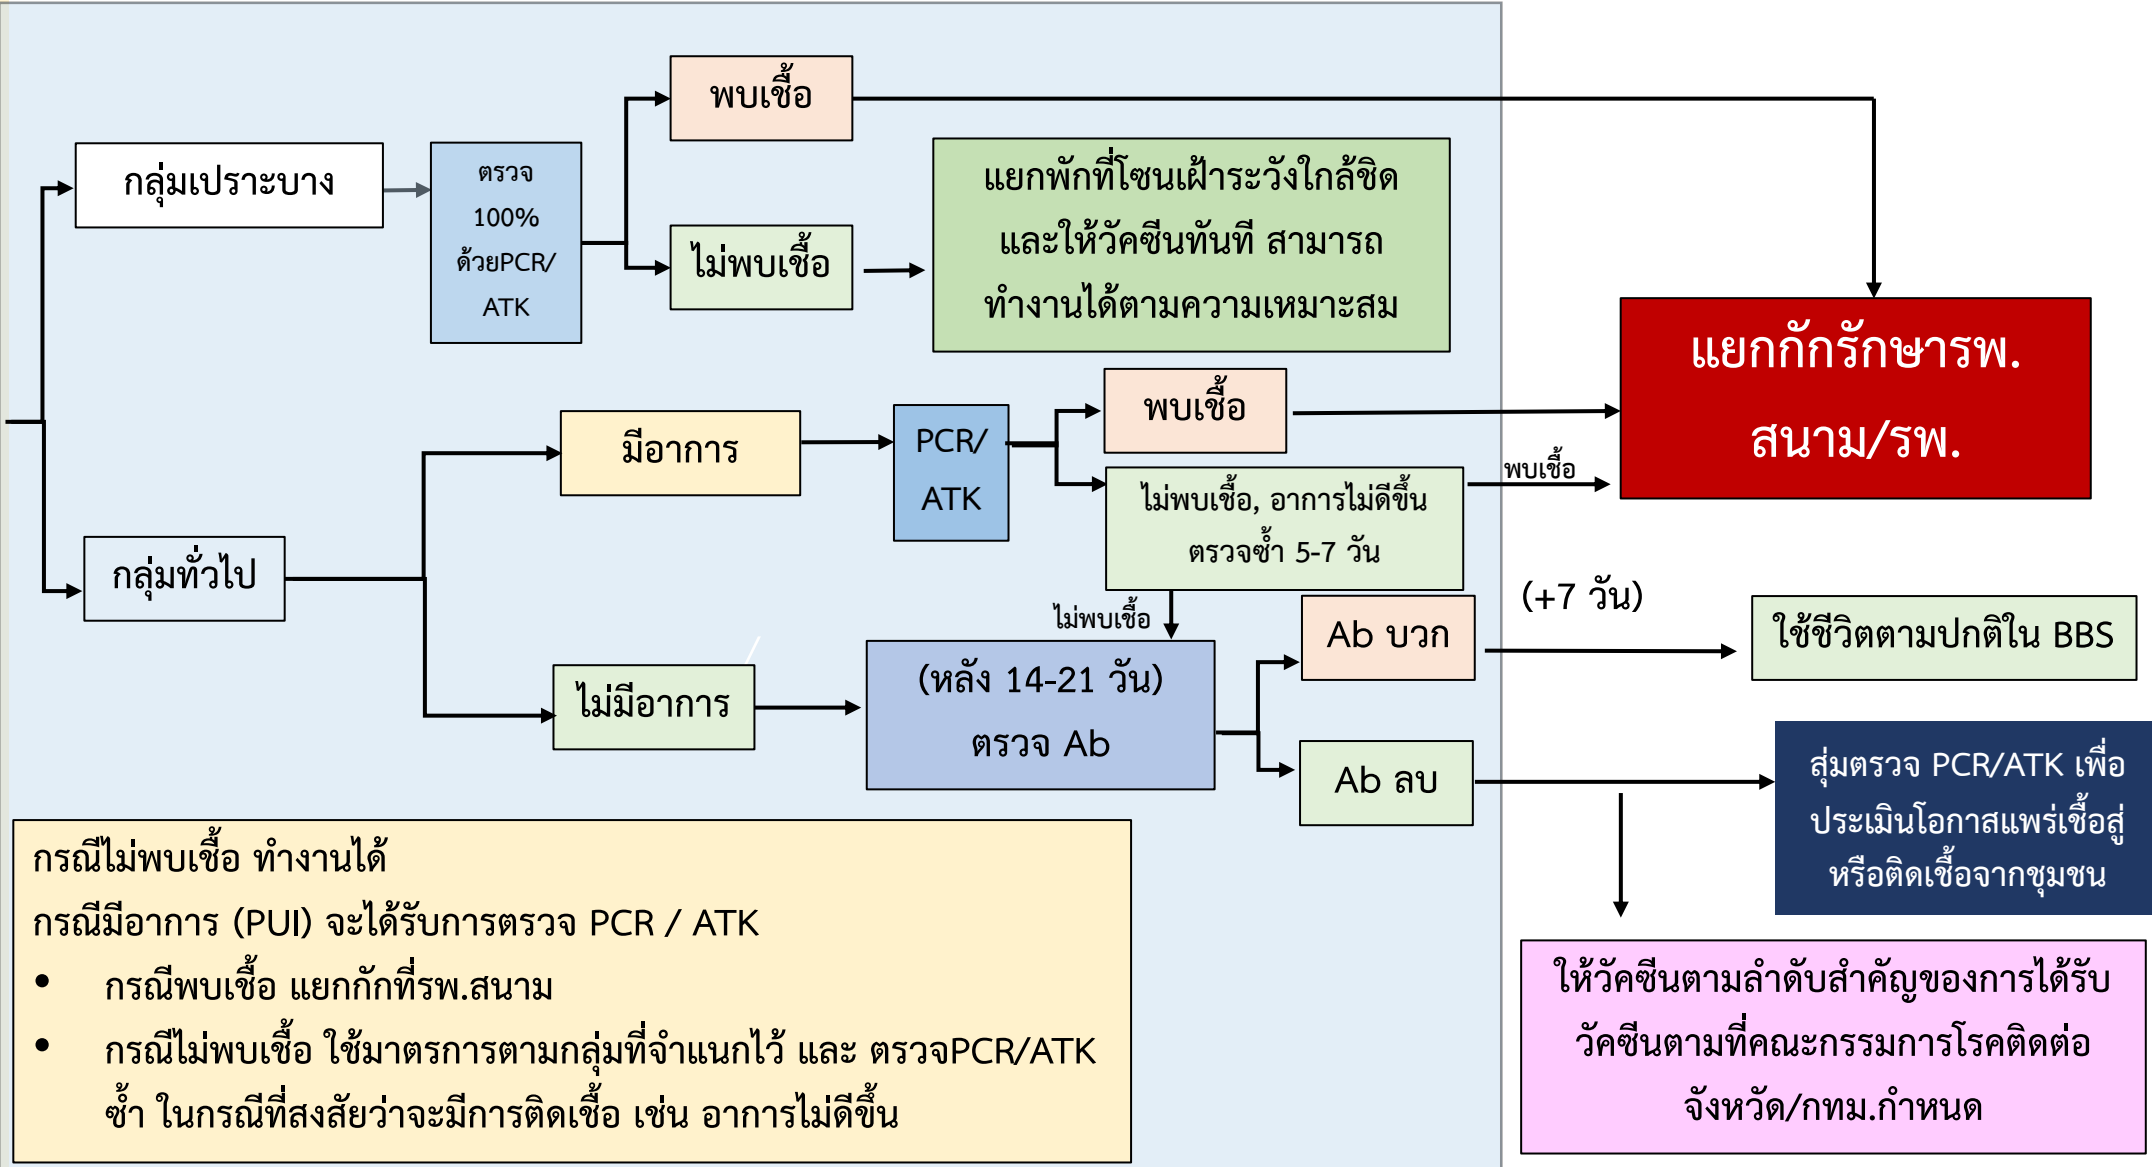 พบเชื้อ
กลุ่มเปราะบาง
ตรวจ
100%
ด้วยPCR/
ATK
ไม่พบเชื้อ
แยกพักที่โซนเฝ้าระวังใกล้ชิด
และให้วัคซีนทันที สามารถ
ทำงานได้ตามความเหมาะสม
แยกกักรักษารพ.
สนาม/รพ.
กลุ่มทั่วไป
มีอาการ
PCR/
ATK
พบเชื้อ
ไม่พบเชื้อ, อาการไม่ดีขึ้น
ตรวจซ้ำ 5-7 วัน
พบเชื้อ
ไม่พบเชื้อ
ไม่มีอาการ
(หลัง 14-21 วัน)
ตรวจ Ab
Ab บวก
(+7 วัน)
ใช้ชีวิตตามปกติใน BBS
Ab ลบ
สุ่มตรวจ PCR/ATK เพื่อ
ประเมินโอกาสแพร่เชื้อสู่
หรือติดเชื้อจากชุมชน
ให้วัคซีนตามลำดับสำคัญของการได้รับ
วัคซีนตามที่คณะกรรมการโรคติดต่อ
จังหวัด/กทม.กำหนด
กรณีไม่พบเชื้อ ทำงานได้
กรณีมีอาการ (PUI) จะได้รับการตรวจ PCR / ATK
• กรณีพบเชื้อ แยกกักที่รพ.สนาม
• กรณีไม่พบเชื้อ ใช้มาตรการตามกลุ่มที่จำแนกไว้ และ ตรวจPCR/ATK
ซ้ำ ในกรณีที่สงสัยว่าจะมีการติดเชื้อ เช่น อาการไม่ดีขึ้น